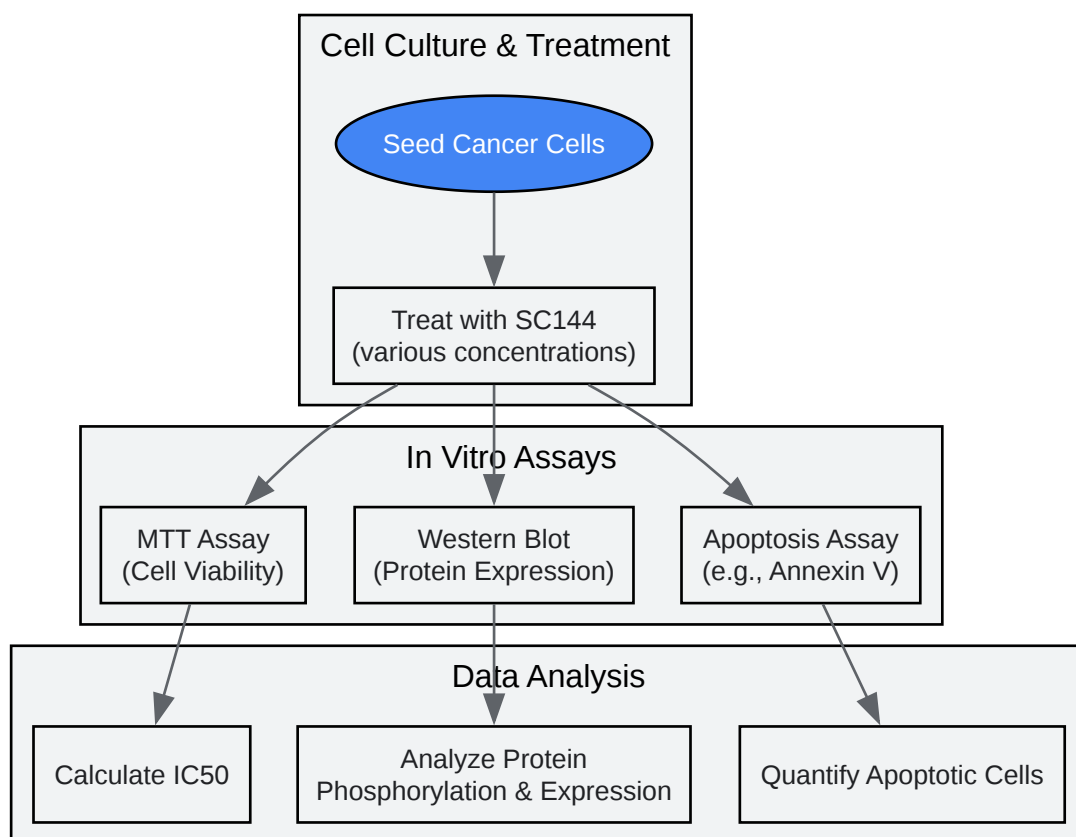 Cell Culture & Treatment
Seed Cancer Cells
Treat with SC144
(various concentrations)
In Vitro Assays
MTT Assay
(Cell Viability)
Western Blot
(Protein Expression)
Apoptosis Assay
(e.g., Annexin V)
Data Analysis
Calculate IC50
Analyze Protein
Phosphorylation & Expression
Quantify Apoptotic Cells